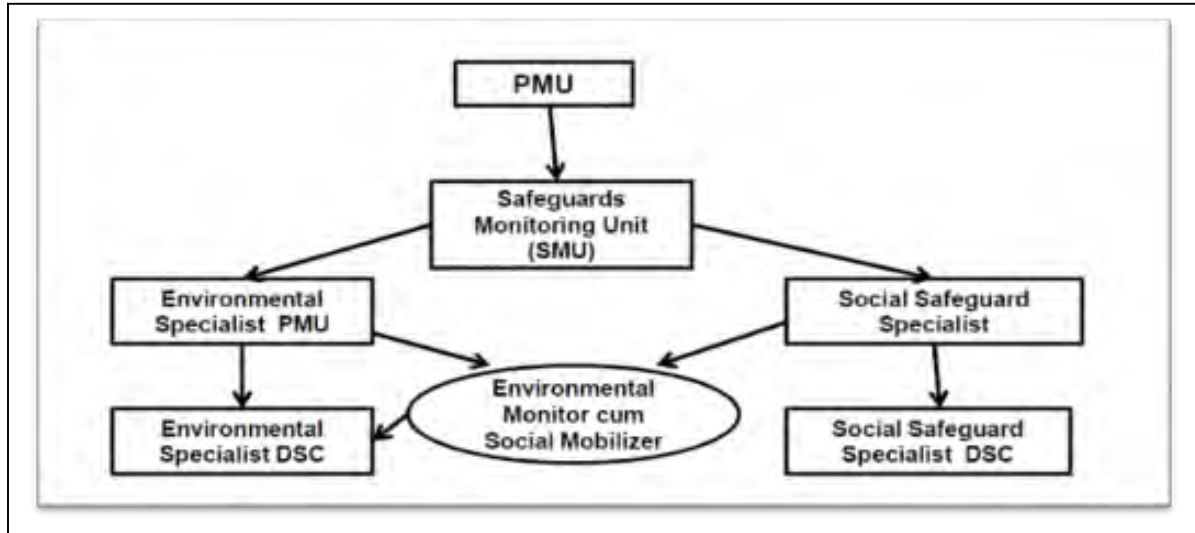 PMU
Safeguards
Monitoring Unit
(SMU)
Environmental
Specialist PMU
Social Safeguard
Specialist
Environmental
Monitor cum
Social Mobilizer
Environmental
Specialist DSC
Social Safeguard
Specialist DSC